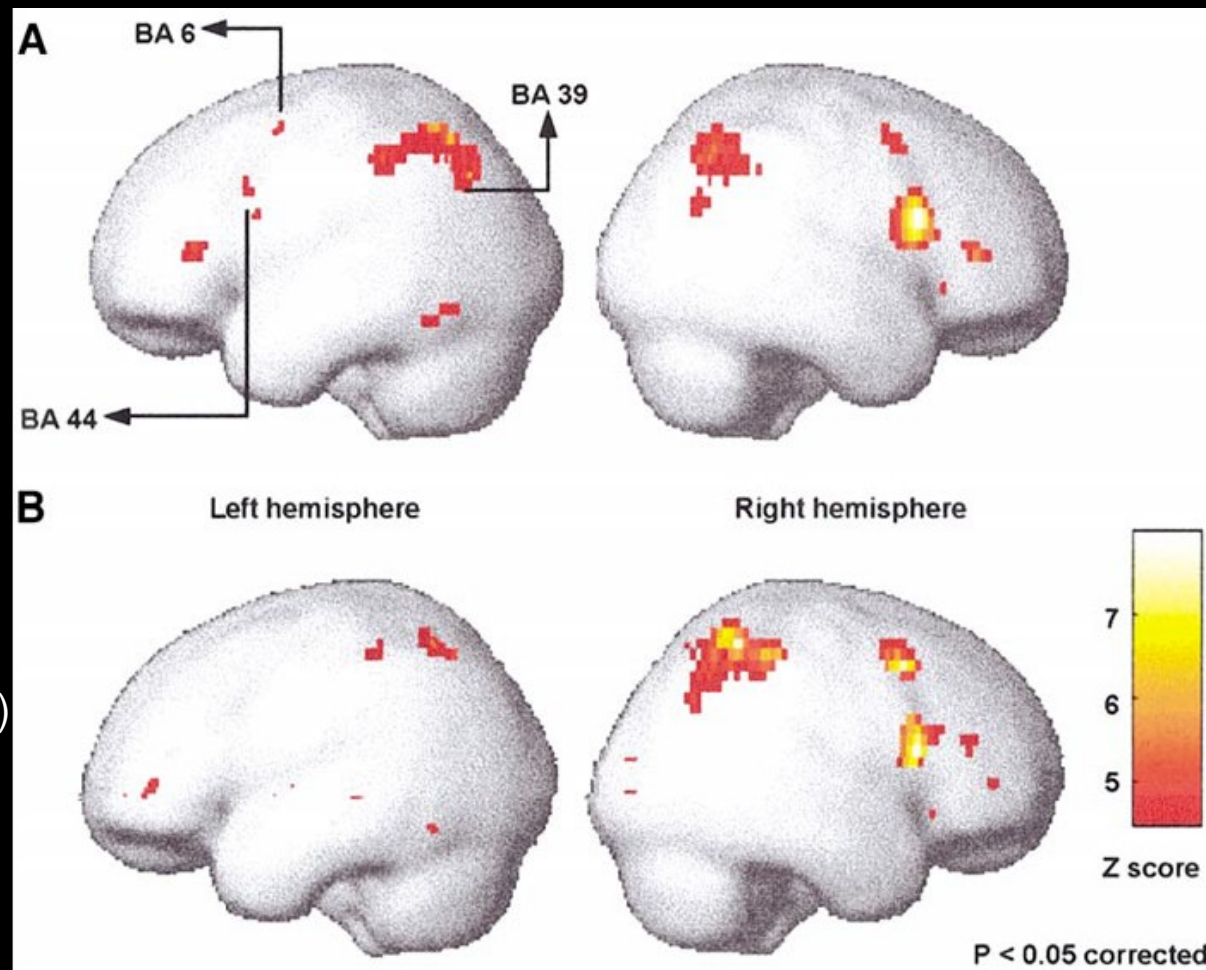 A
BA 6
BA 39
BA 44
B
Left hemisphere
Right hemisphere
7
6
5
Z score
)
P < 0.05 corrected